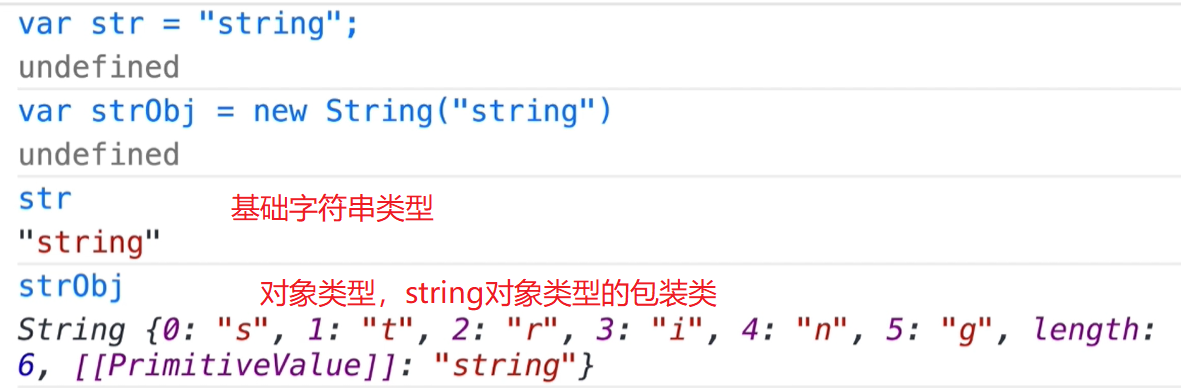 var str = "string";
undefined
var strObj = new String("string")
undefined
str
基础字符串类型
"string"
strObj
对象类型，string对象类型的包装类
String {0: "s", 1: "t", 2: "r", 3: "i", 4: "n", 5: "g", length:
6, [[PrimitiveValue]]: "string"}